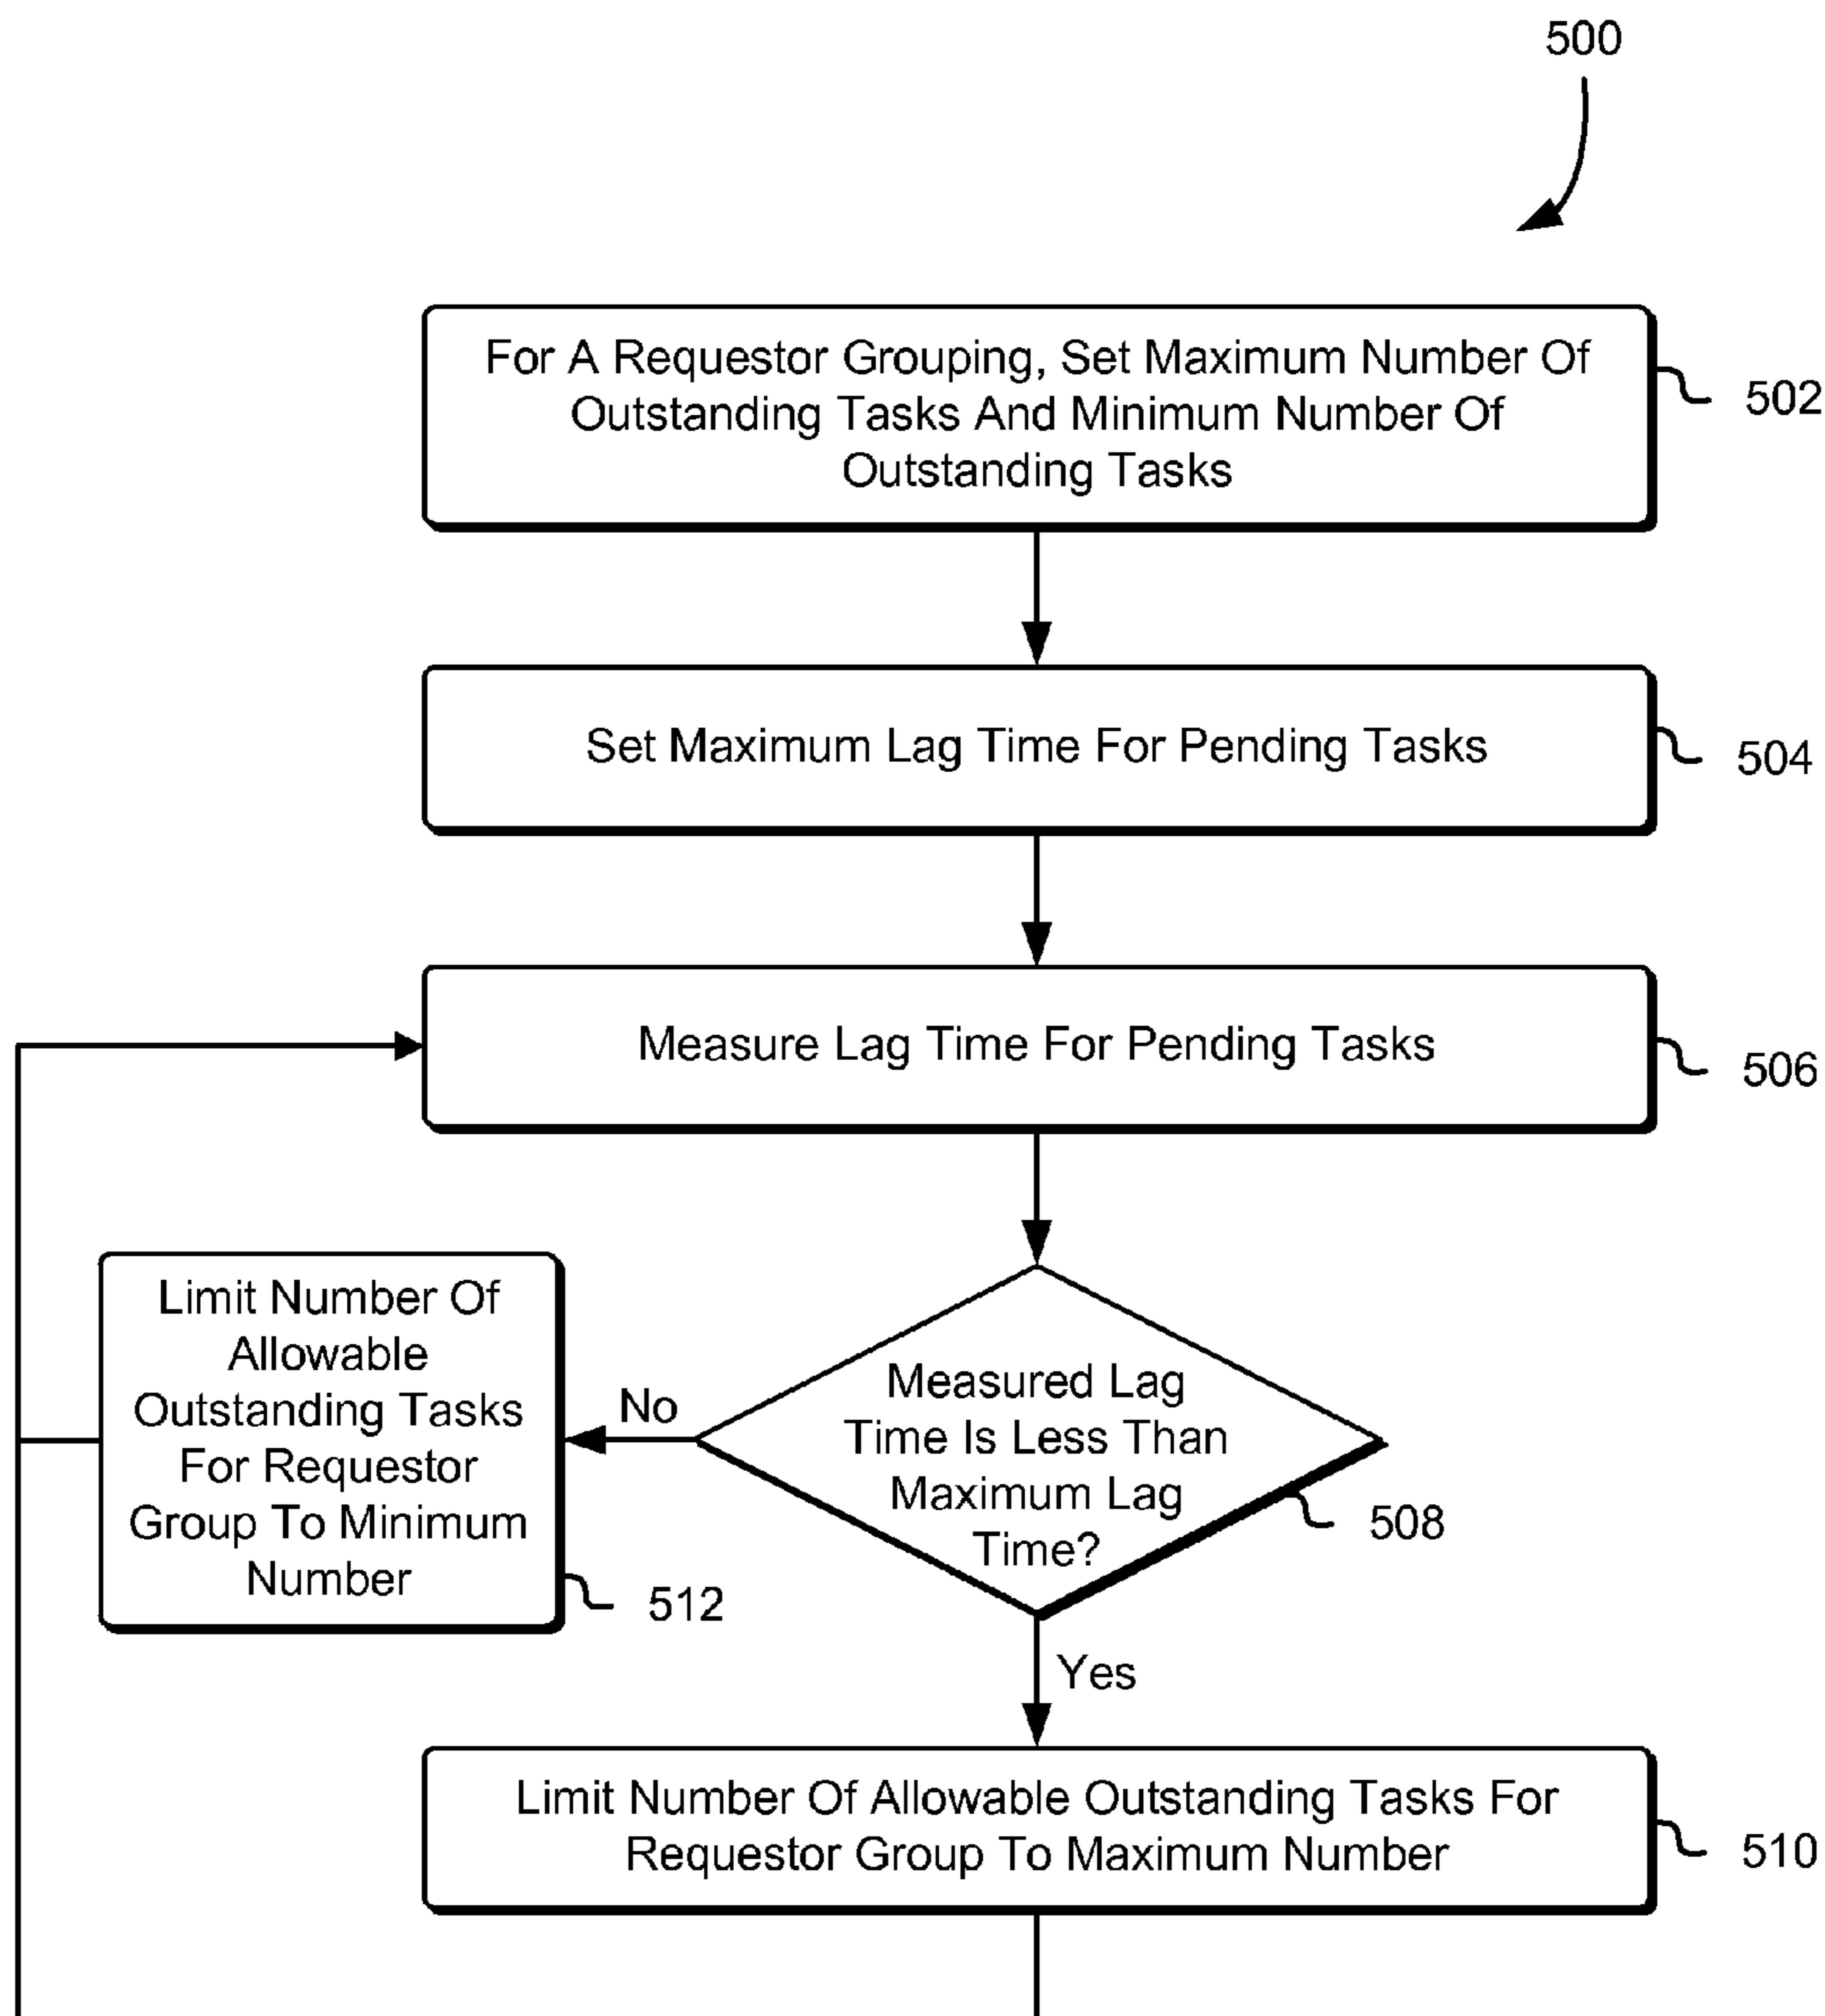 500
For A Requestor Grouping, Set Maximum Number Of
Outstanding Tasks And Minimum Number Of
Outstanding Tasks
502
Set Maximum Lag Time For Pending Tasks
504
Measure Lag Time For Pending Tasks
506
Limit Number Of
Allowable
Outstanding Tasks
For Requestor
Group To Minimum
Number
512
No
Measured Lag
Time Is Less Than
Maximum Lag
Time?
508
Yes
Limit Number Of Allowable Outstanding Tasks For
Requestor Group To Maximum Number
510